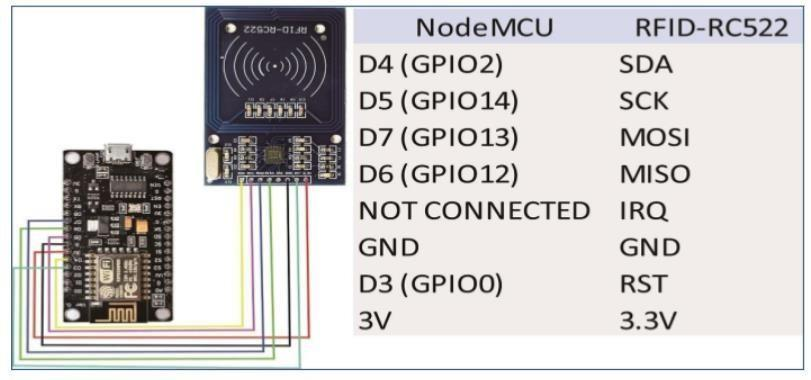 RFID-RC522
WiFi
NodeMCU RFID-RC522
D4 (GPIO2) SDA
D5 (GPIO14) SCK
D7 (GPIO13) MOSI
D6 (GPIO12) MISO
NOT CONNECTED IRQ
GND GND
D3 (GPIO0) RST
3V 3.3V